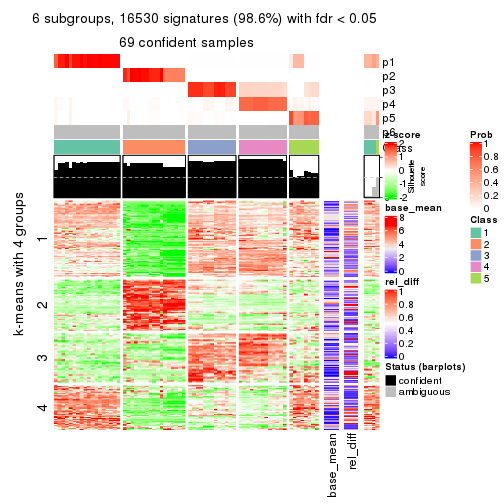 6 subgroups, 16530 signatures (98.6%) with fdr < 0.05
69 confident samples
p1
p2
p3
p4
p5
p6
Class
Silhouette
score
k-means with 4 groups
1
2
3
4
z-score
2
1
0
-1
-2
base_mean
8
6
4
2
0
rel_diff
1
0.8
0.6
0.4
0.2
0
Status (barplots)
confident
ambiguous
Prob
1
0.8
0.6
0.4
0.2
0
Class
1
2
3
4
5
base_mean
rel_diff